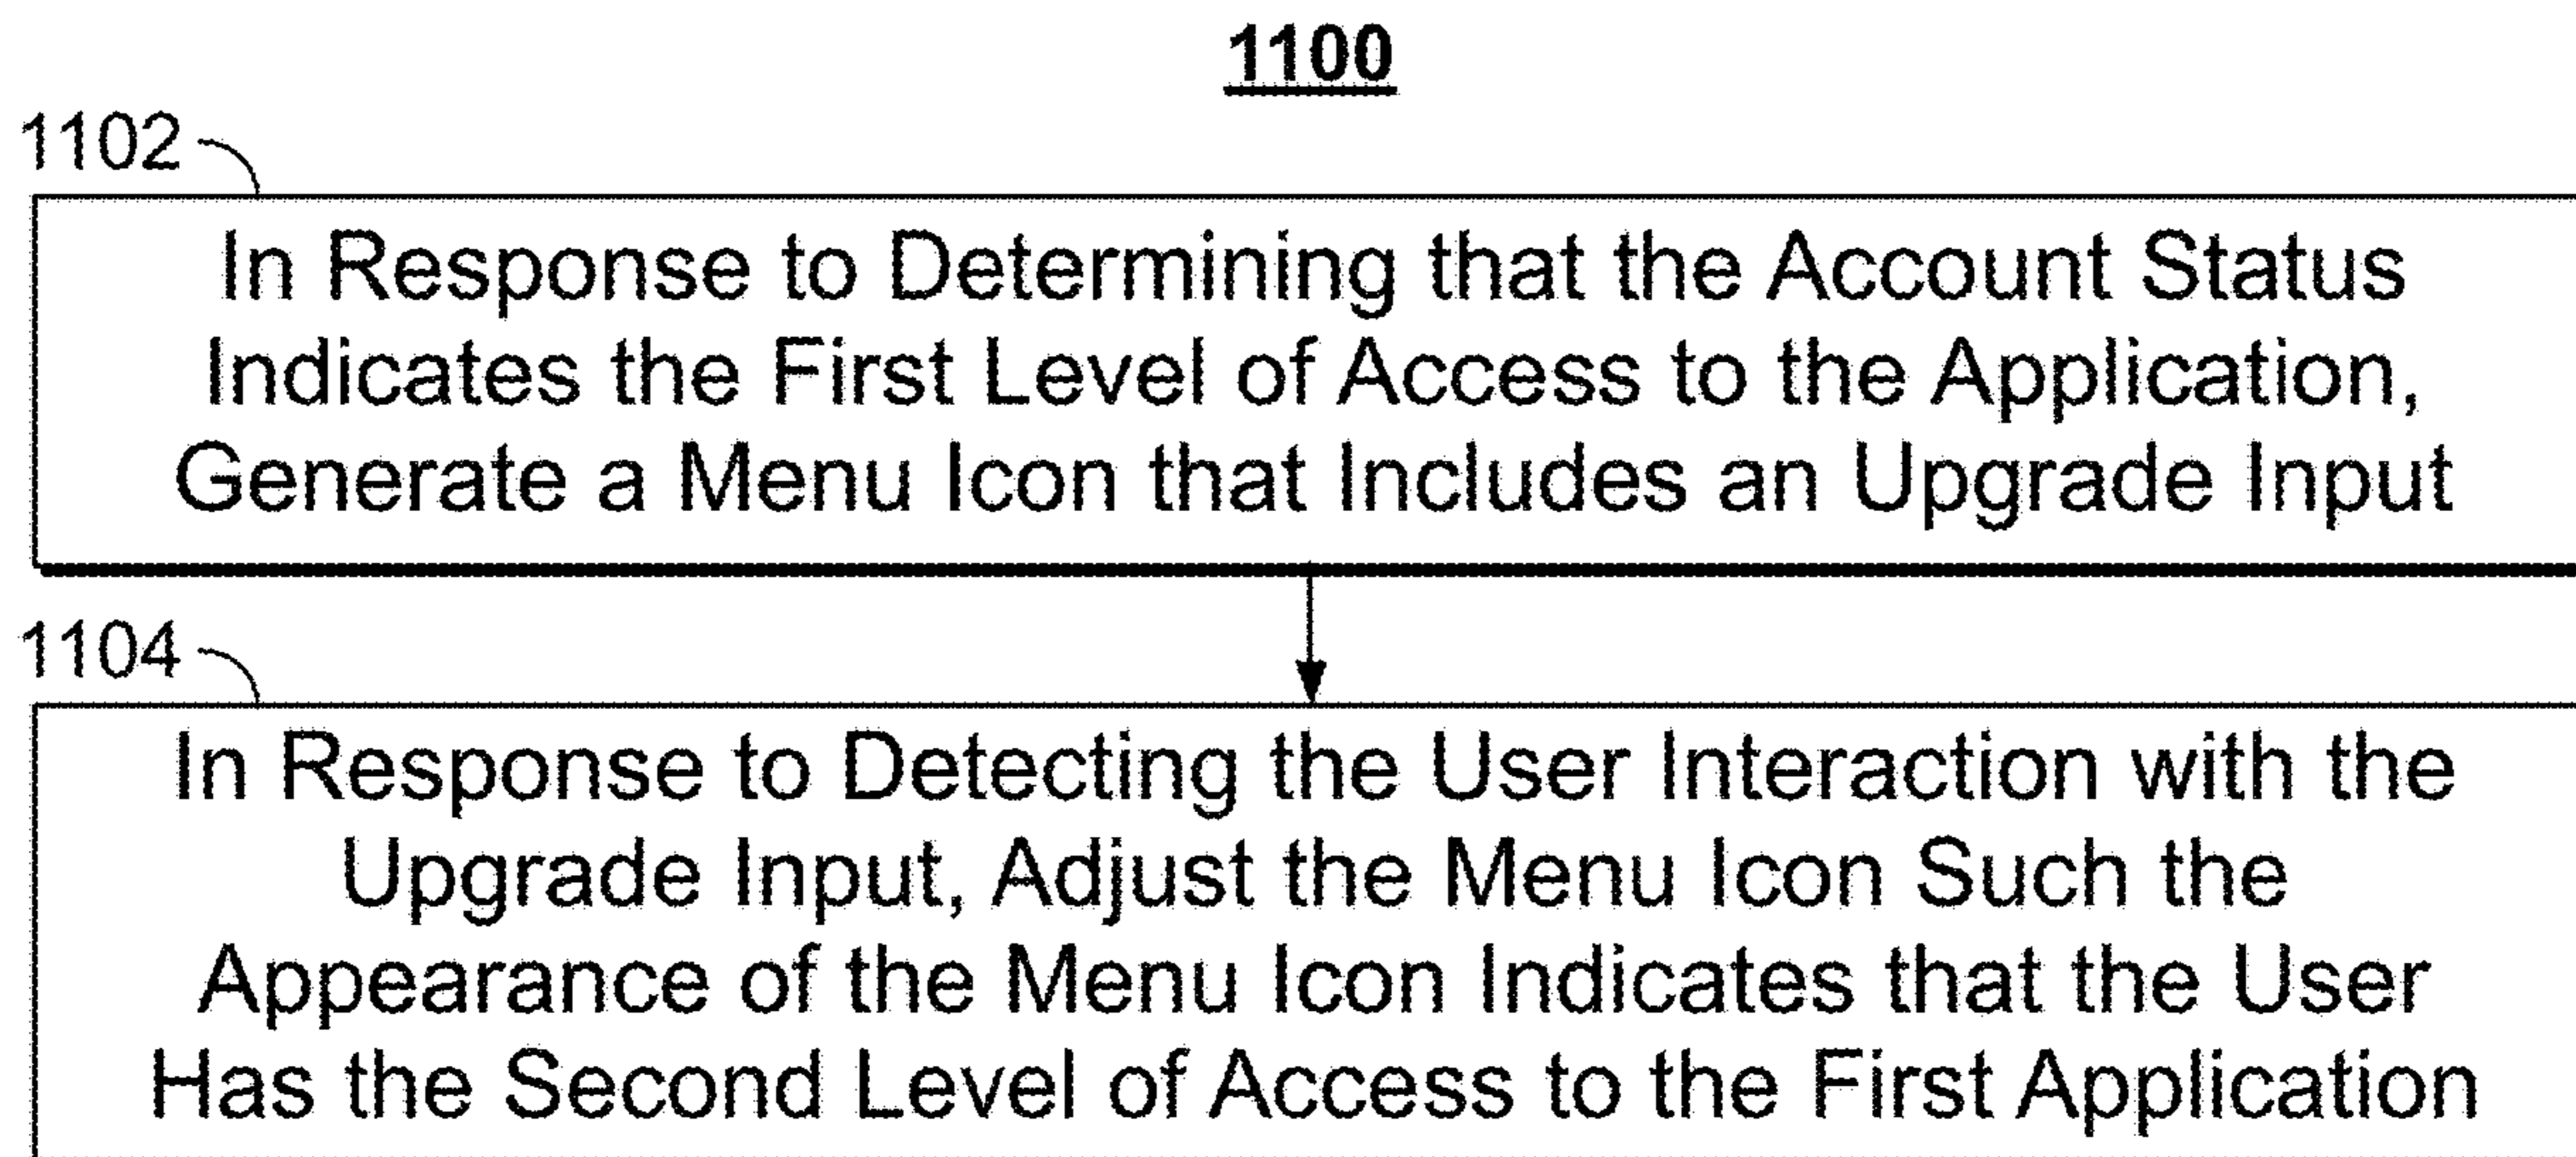 1100
1102
In Response to Determining that the Account Status
Indicates the First Level of Access to the Application,
Generate a Menu Icon that Includes an Upgrade Input
1104
In Response to Detecting the User Interaction with the
Upgrade Input, Adjust the Menu Icon Such the
Appearance of the Menu Icon Indicates that the User
Has the Second Level of Access to the First Application